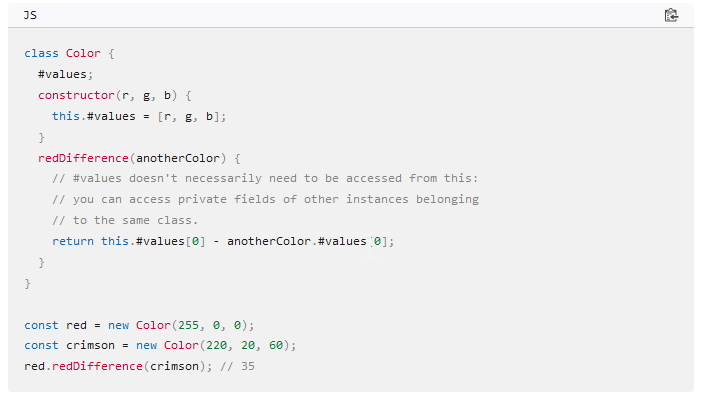 JS
class Color {
  #values;
  constructor(r, g, b) {
    this.#values = [r, g, b];
  }
  redDifference(anotherColor) {
    // #values doesn't necessarily need to be accessed from this:
    // you can access private fields of other instances belonging
    // to the same class.
    return this.#values[0] - anotherColor.#values[0];
  }
}
const red = new Color(255, 0, 0);
const crimson = new Color(220, 20, 60);
red.redDifference(crimson); // 35